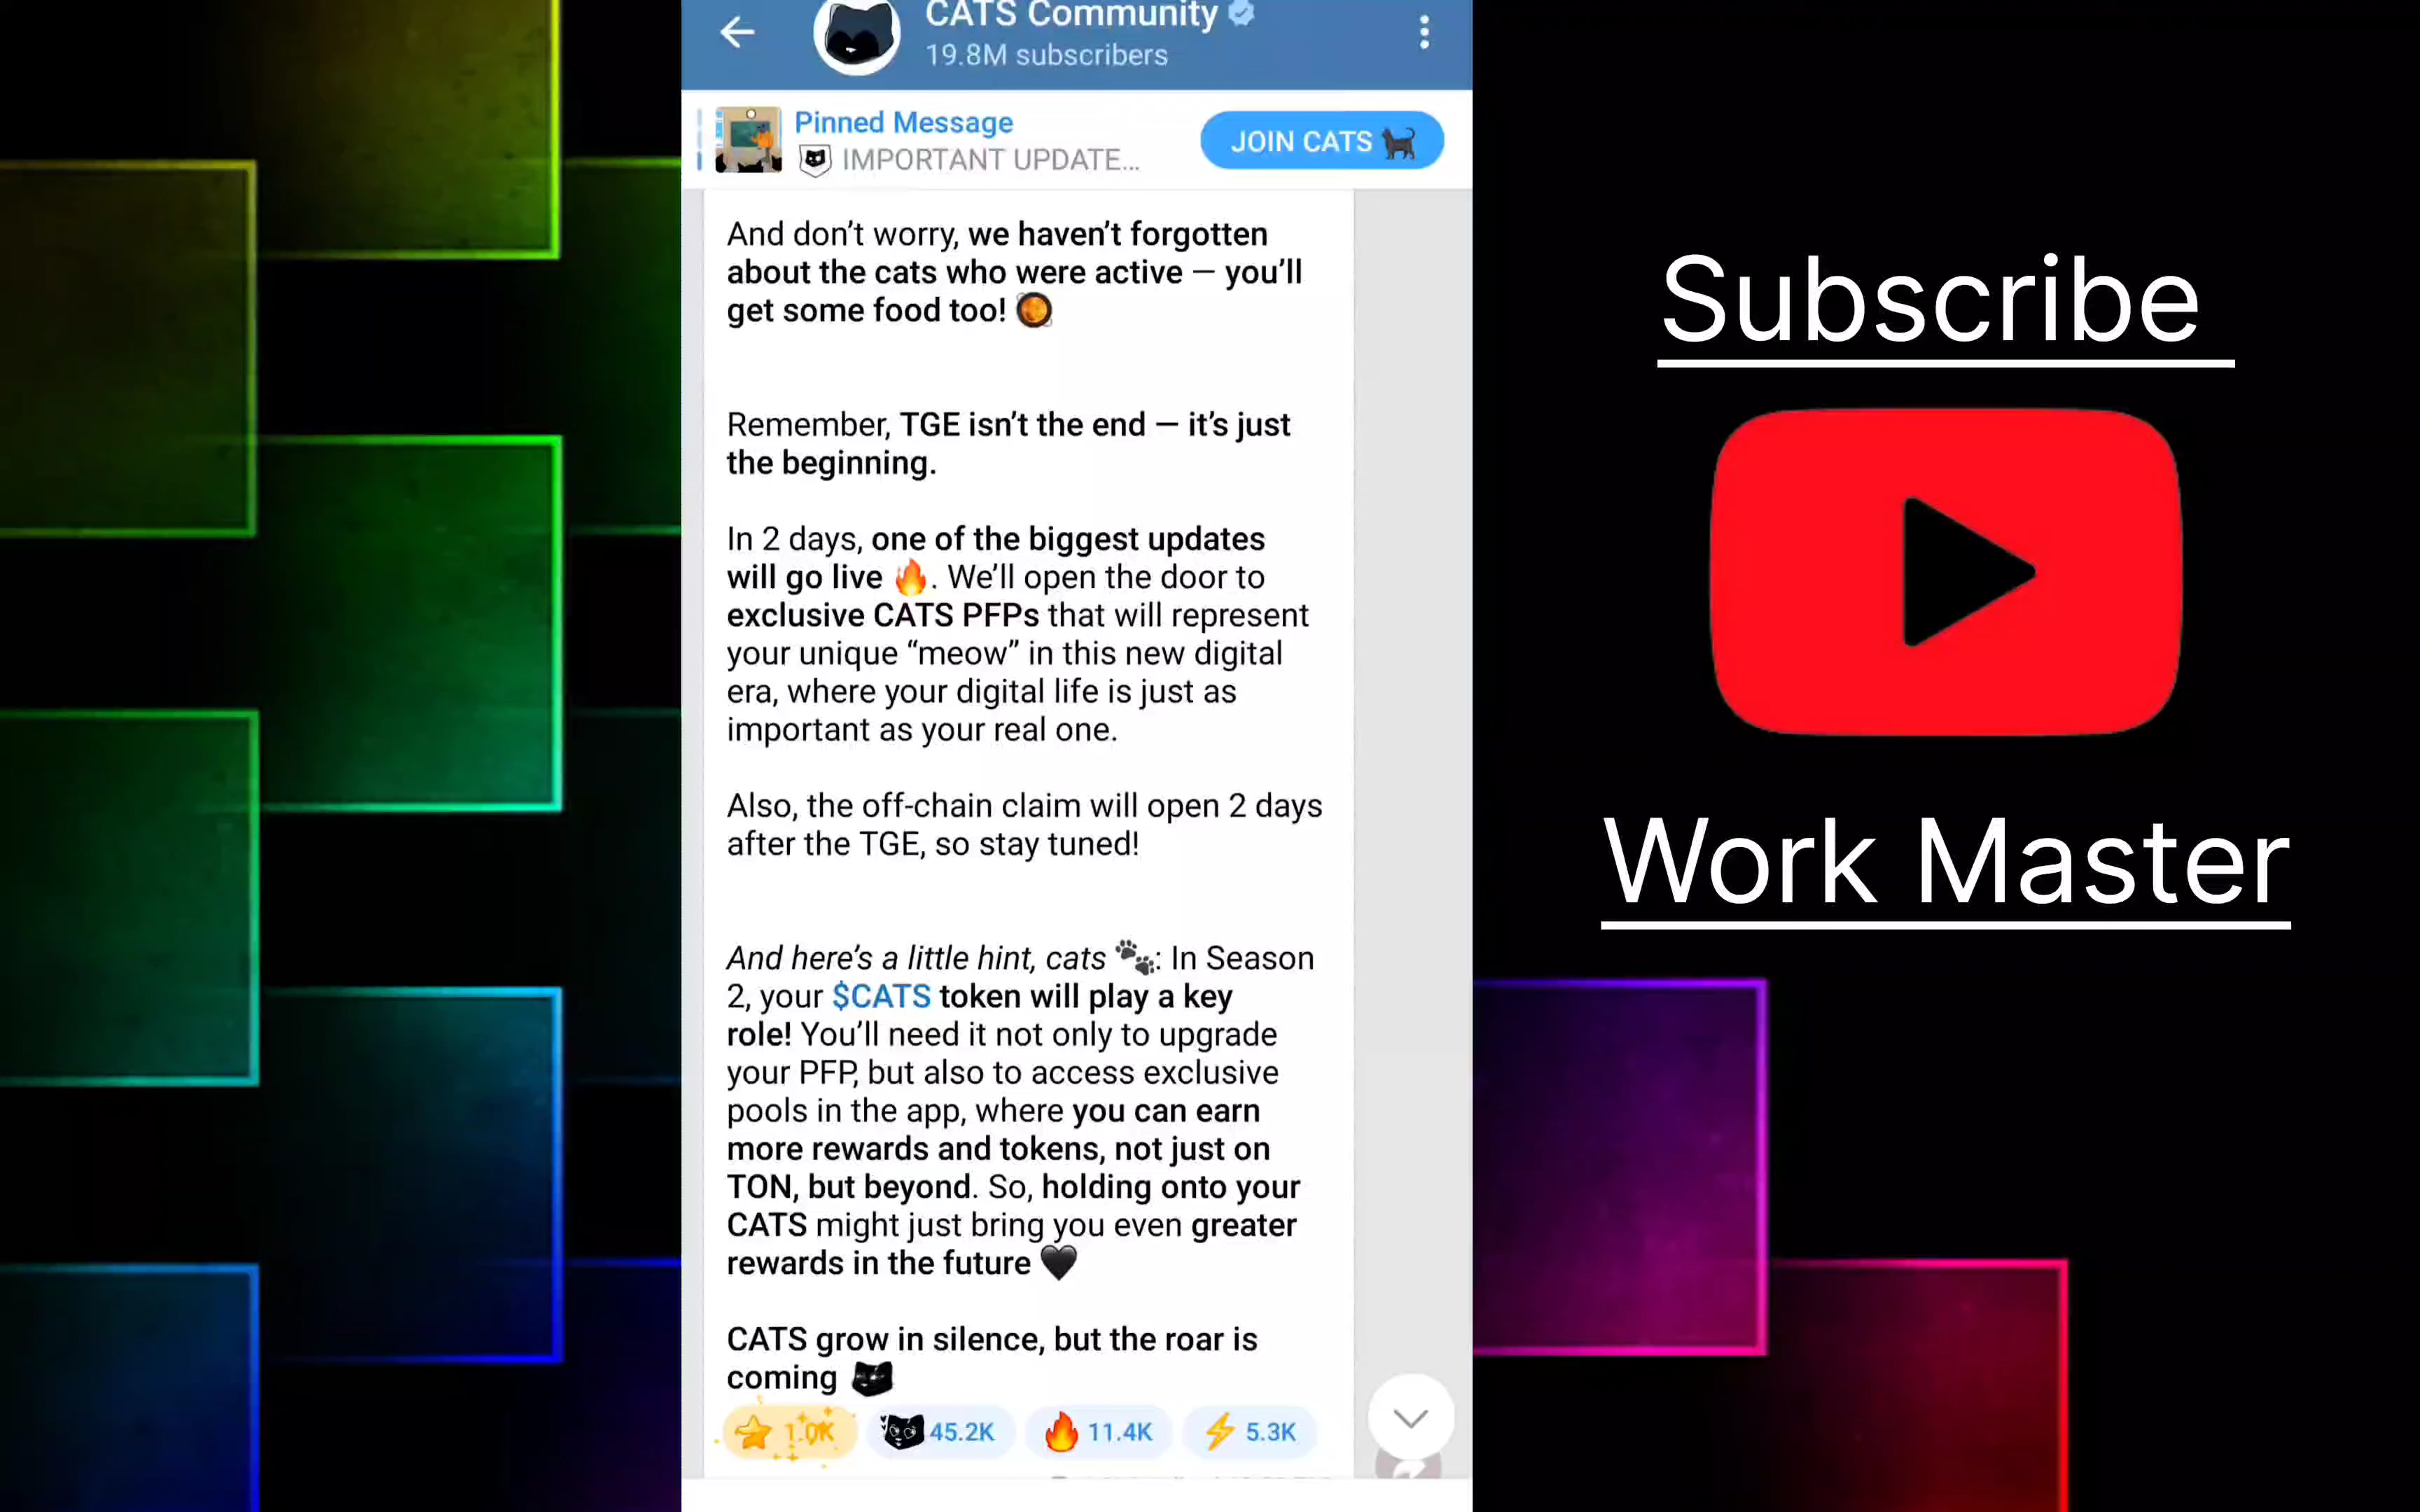 CATS Community
19.8M subscribers
Pinned Message
IMPORTANT UPDATE...
JOIN CATS 🐈‍⬛
And don't worry, we haven't forgotten
about the cats who were active — you'll
get some food too! 🥘
Remember, TGE isn't the end — it's just
the beginning.
In 2 days, one of the biggest updates
will go live 🔥. We'll open the door to
exclusive CATS PFPs that will represent
your unique “meow” in this new digital
era, where your digital life is just as
important as your real one.
Also, the off-chain claim will open 2 days
after the TGE, so stay tuned!
And here's a little hint, cats 🐾: In Season
2, your $CATS token will play a key
role! You'll need it not only to upgrade
your PFP, but also to access exclusive
pools in the app, where you can earn
more rewards and tokens, not just on
TON, but beyond. So, holding onto your
CATS might just bring you even greater
rewards in the future 🖤
CATS grow in silence, but the roar is
coming
1.0K 45.2K 🔥 11.4K ⚡ 5.3K
Subscribe
Work Master